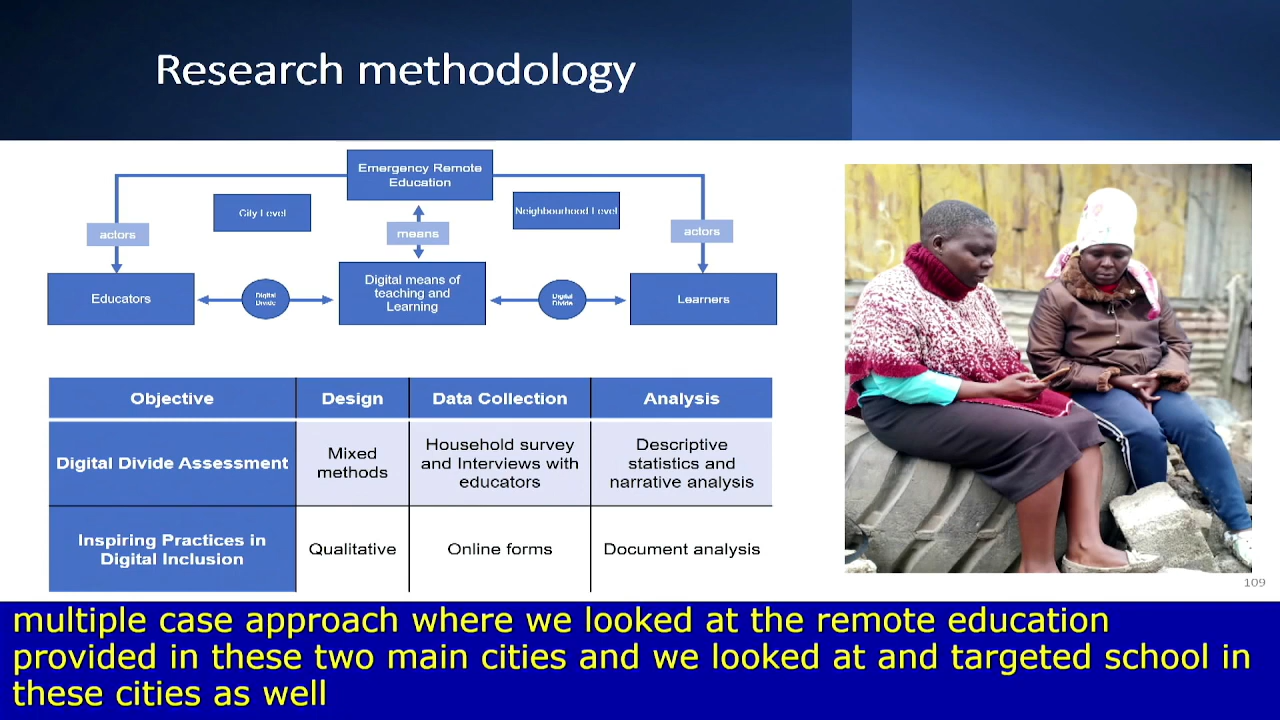 Research methodology
Emergency Remote
Education
City Level
Neighbourhood Level
actors
means
actors
Educators
Digital
Divide
Digital means of
teaching and
Learning
Digital
Divide
Learners
Objective
Design
Data Collection
Analysis
Digital Divide Assessment
Mixed
methods
Household survey
and Interviews with
educators
Descriptive
statistics and
narrative analysis
Inspiring Practices in
Digital Inclusion
Qualitative
Online forms
Document analysis
109
multiple case approach where we looked at the remote education
provided in these two main cities and we looked at and targeted school in
these cities as well